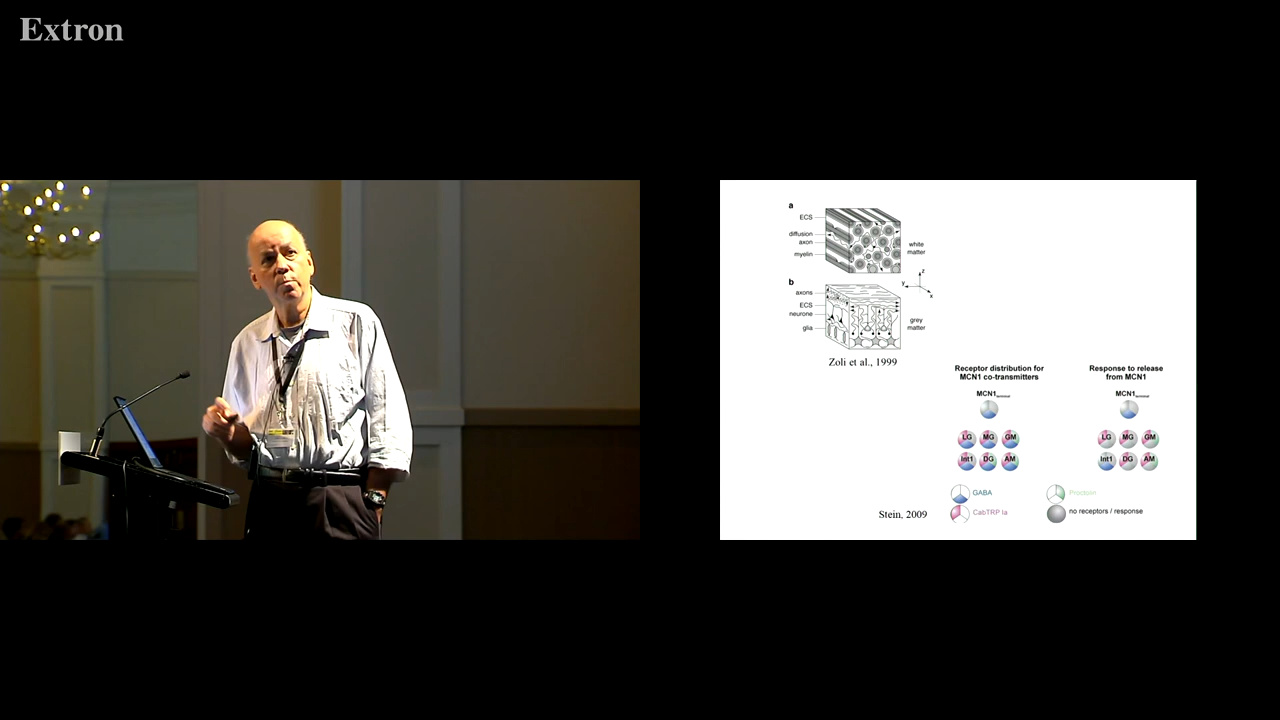 Extron
a
ECS
diffusion
axon
myelin
white
matter
z
y
x
b
axons
ECS
neurone
glia
grey
matter
Zoli et al., 1999
Receptor distribution for
MCN1 co-transmitters
MCN1terminal
LG MG GM
Int1 DG AM
Response to release
from MCN1
MCN1terminal
LG MG GM
Int1 DG AM
GABA
CabTRP Ia
Proctolin
no receptors / response
Stein, 2009